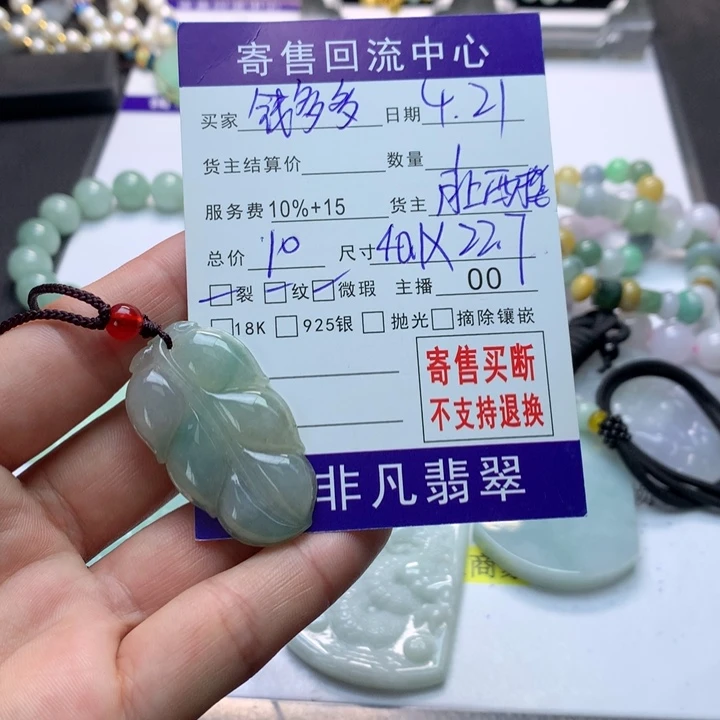 寄售回流中心
买家 钱多多 日期 4.21
货主结算价 数量 1
服务费 10%+15 货主
总价 10 尺寸 40.1X22.7
裂 纹 微瑕 主播 00
18K 925银 抛光 摘除镶嵌
寄售买断
不支持退换
非凡翡翠
商